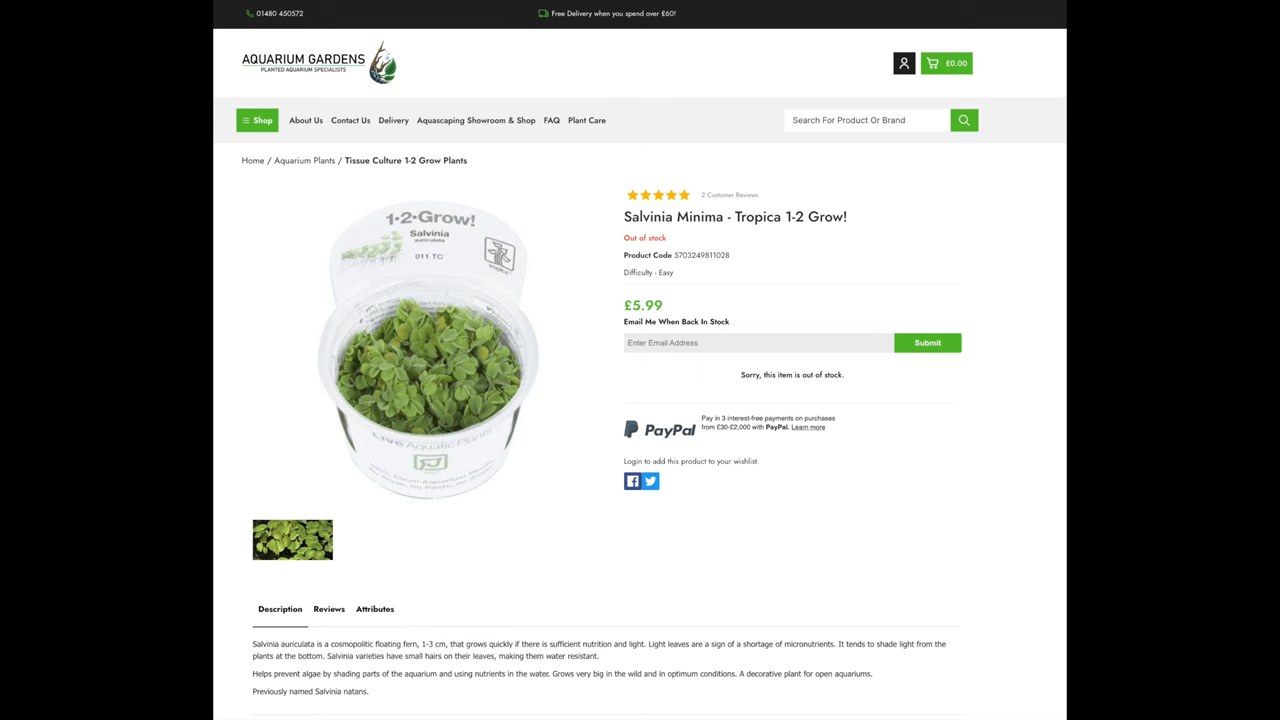 01480 450572
Free Delivery when you spend over £60!
AQUARIUM GARDENS
PLANTED AQUARIUM SPECIALISTS
£0.00
Shop
About Us Contact Us Delivery Aquascaping Showroom & Shop FAQ Plant Care
Search For Product Or Brand
Home / Aquarium Plants / Tissue Culture 1-2 Grow Plants
1·2·Grow!
Salvinia
auriculata
011 TC
tropica
Live Aquatic Plants
2 Customer Reviews
Salvinia Minima - Tropica 1-2 Grow!
Out of stock
Product Code 5703249811028
Difficulty - Easy
£5.99
Email Me When Back In Stock
Enter Email Address
Submit
Sorry, this item is out of stock.
PayPal
Pay in 3 interest-free payments on purchases
from £30-£2,000 with PayPal. Learn more
Login to add this product to your wishlist.
Description Reviews Attributes
Salvinia auriculata is a cosmopolitic floating fern, 1-3 cm, that grows quickly if there is sufficient nutrition and light. Light leaves are a sign of a shortage of micronutrients. It tends to shade light from the
plants at the bottom. Salvinia varieties have small hairs on their leaves, making them water resistant.
Helps prevent algae by shading parts of the aquarium and using nutrients in the water. Grows very big in the wild and in optimum conditions. A decorative plant for open aquariums.
Previously named Salvinia natans.